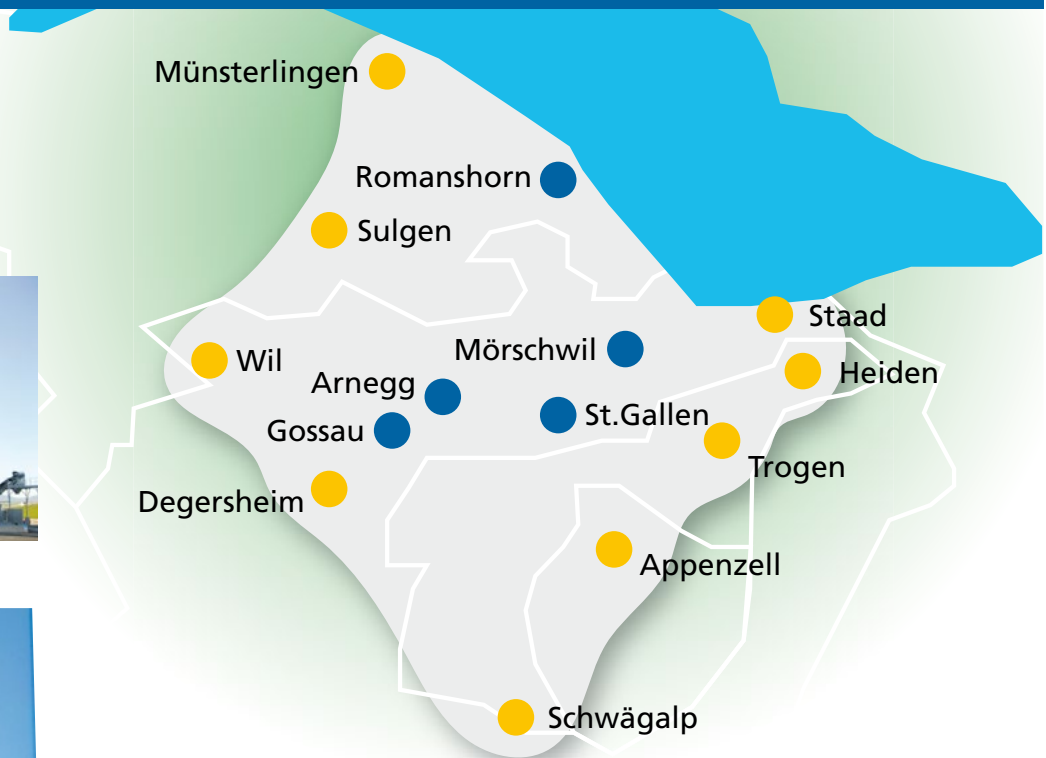 Münsterlingen
Romanshorn
Sulgen
Staad
Mörschwil
Wil
Heiden
Arnegg
St.Gallen
Gossau
Trogen
Degersheim
Appenzell
Schwägalp